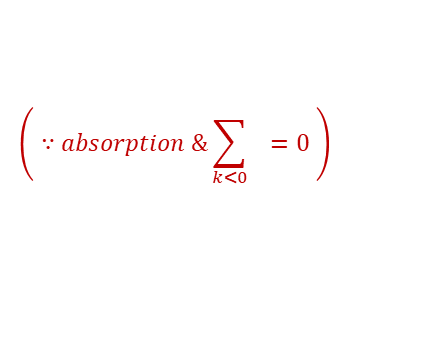 (∵ absorption & ∑ = 0)
k<0